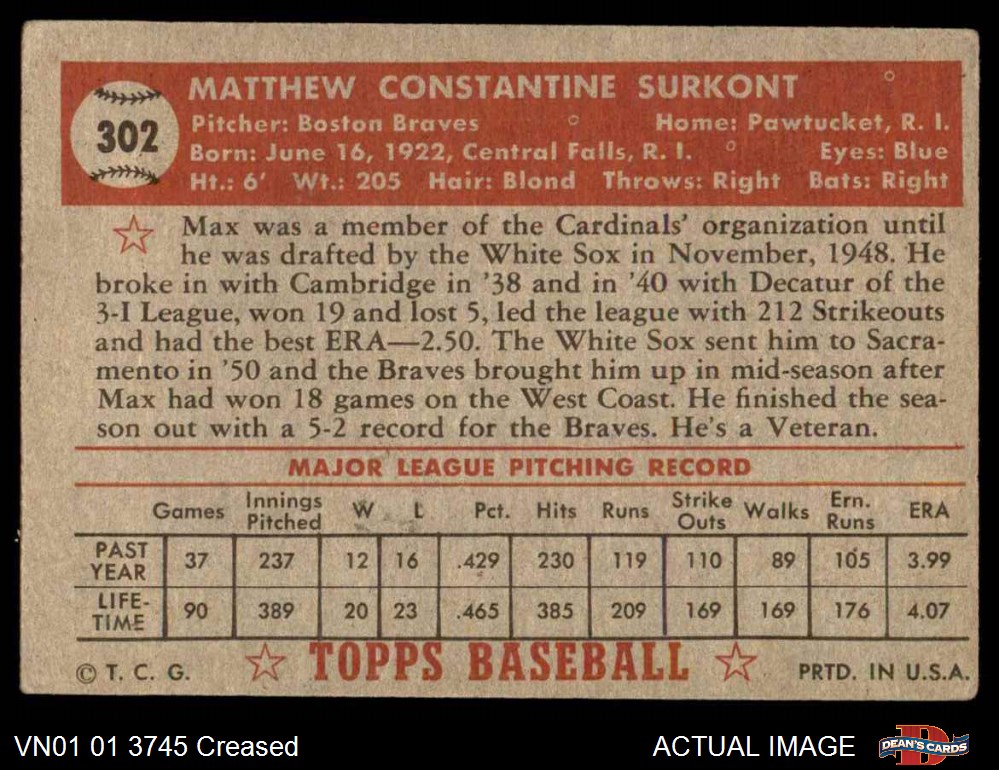 302
MATTHEW CONSTANTINE SURKONT
Pitcher: Boston Braves Home: Pawtucket, R. I.
Born: June 16, 1922, Central Falls, R. I. Eyes: Blue
Ht.: 6' Wt.: 205 Hair: Blond Throws: Right Bats: Right
Max was a member of the Cardinals' organization until
he was drafted by the White Sox in November, 1948. He
broke in with Cambridge in '38 and in '40 with Decatur of the
3-I League, won 19 and lost 5, led the league with 212 Strikeouts
and had the best ERA—2.50. The White Sox sent him to Sacra-
mento in '50 and the Braves brought him up in mid-season after
Max had won 18 games on the West Coast. He finished the sea-
son out with a 5-2 record for the Braves. He's a Veteran.
MAJOR LEAGUE PITCHING RECORD
Games Innings Pitched W L Pct. Hits Runs Strike Outs Walks Ern. Runs ERA
PAST YEAR 37 237 12 16 .429 230 119 110 89 105 3.99
LIFE-TIME 90 389 20 23 .465 385 209 169 169 176 4.07
© T. C. G. TOPPS BASEBALL PRTD. IN U.S.A.
VN01 01 3745 Creased ACTUAL IMAGE DEAN'S CARDS